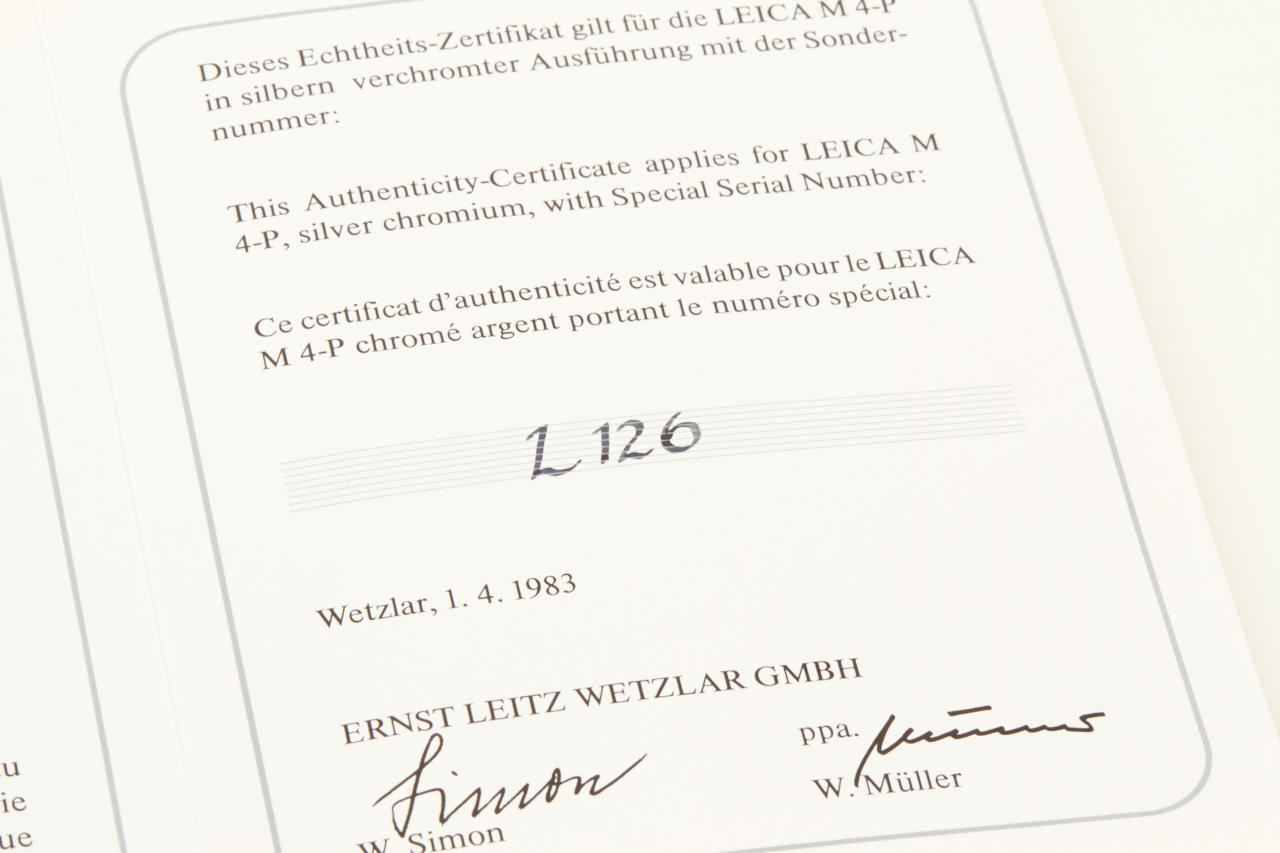 Dieses Echtheits-Zertifikat gilt für die LEICA M 4-P
in silbern verchromter Ausführung mit der Sonder-
nummer:
This Authenticity-Certificate applies for LEICA M
4-P, silver chromium, with Special Serial Number:
Ce certificat d'authenticité est valable pour le LEICA
M 4-P chromé argent portant le numéro spécial:
L 126
Wetzlar, 1. 4. 1983
ERNST LEITZ WETZLAR GMBH
Simon
ppa. Müller
W. Simon
W. Müller